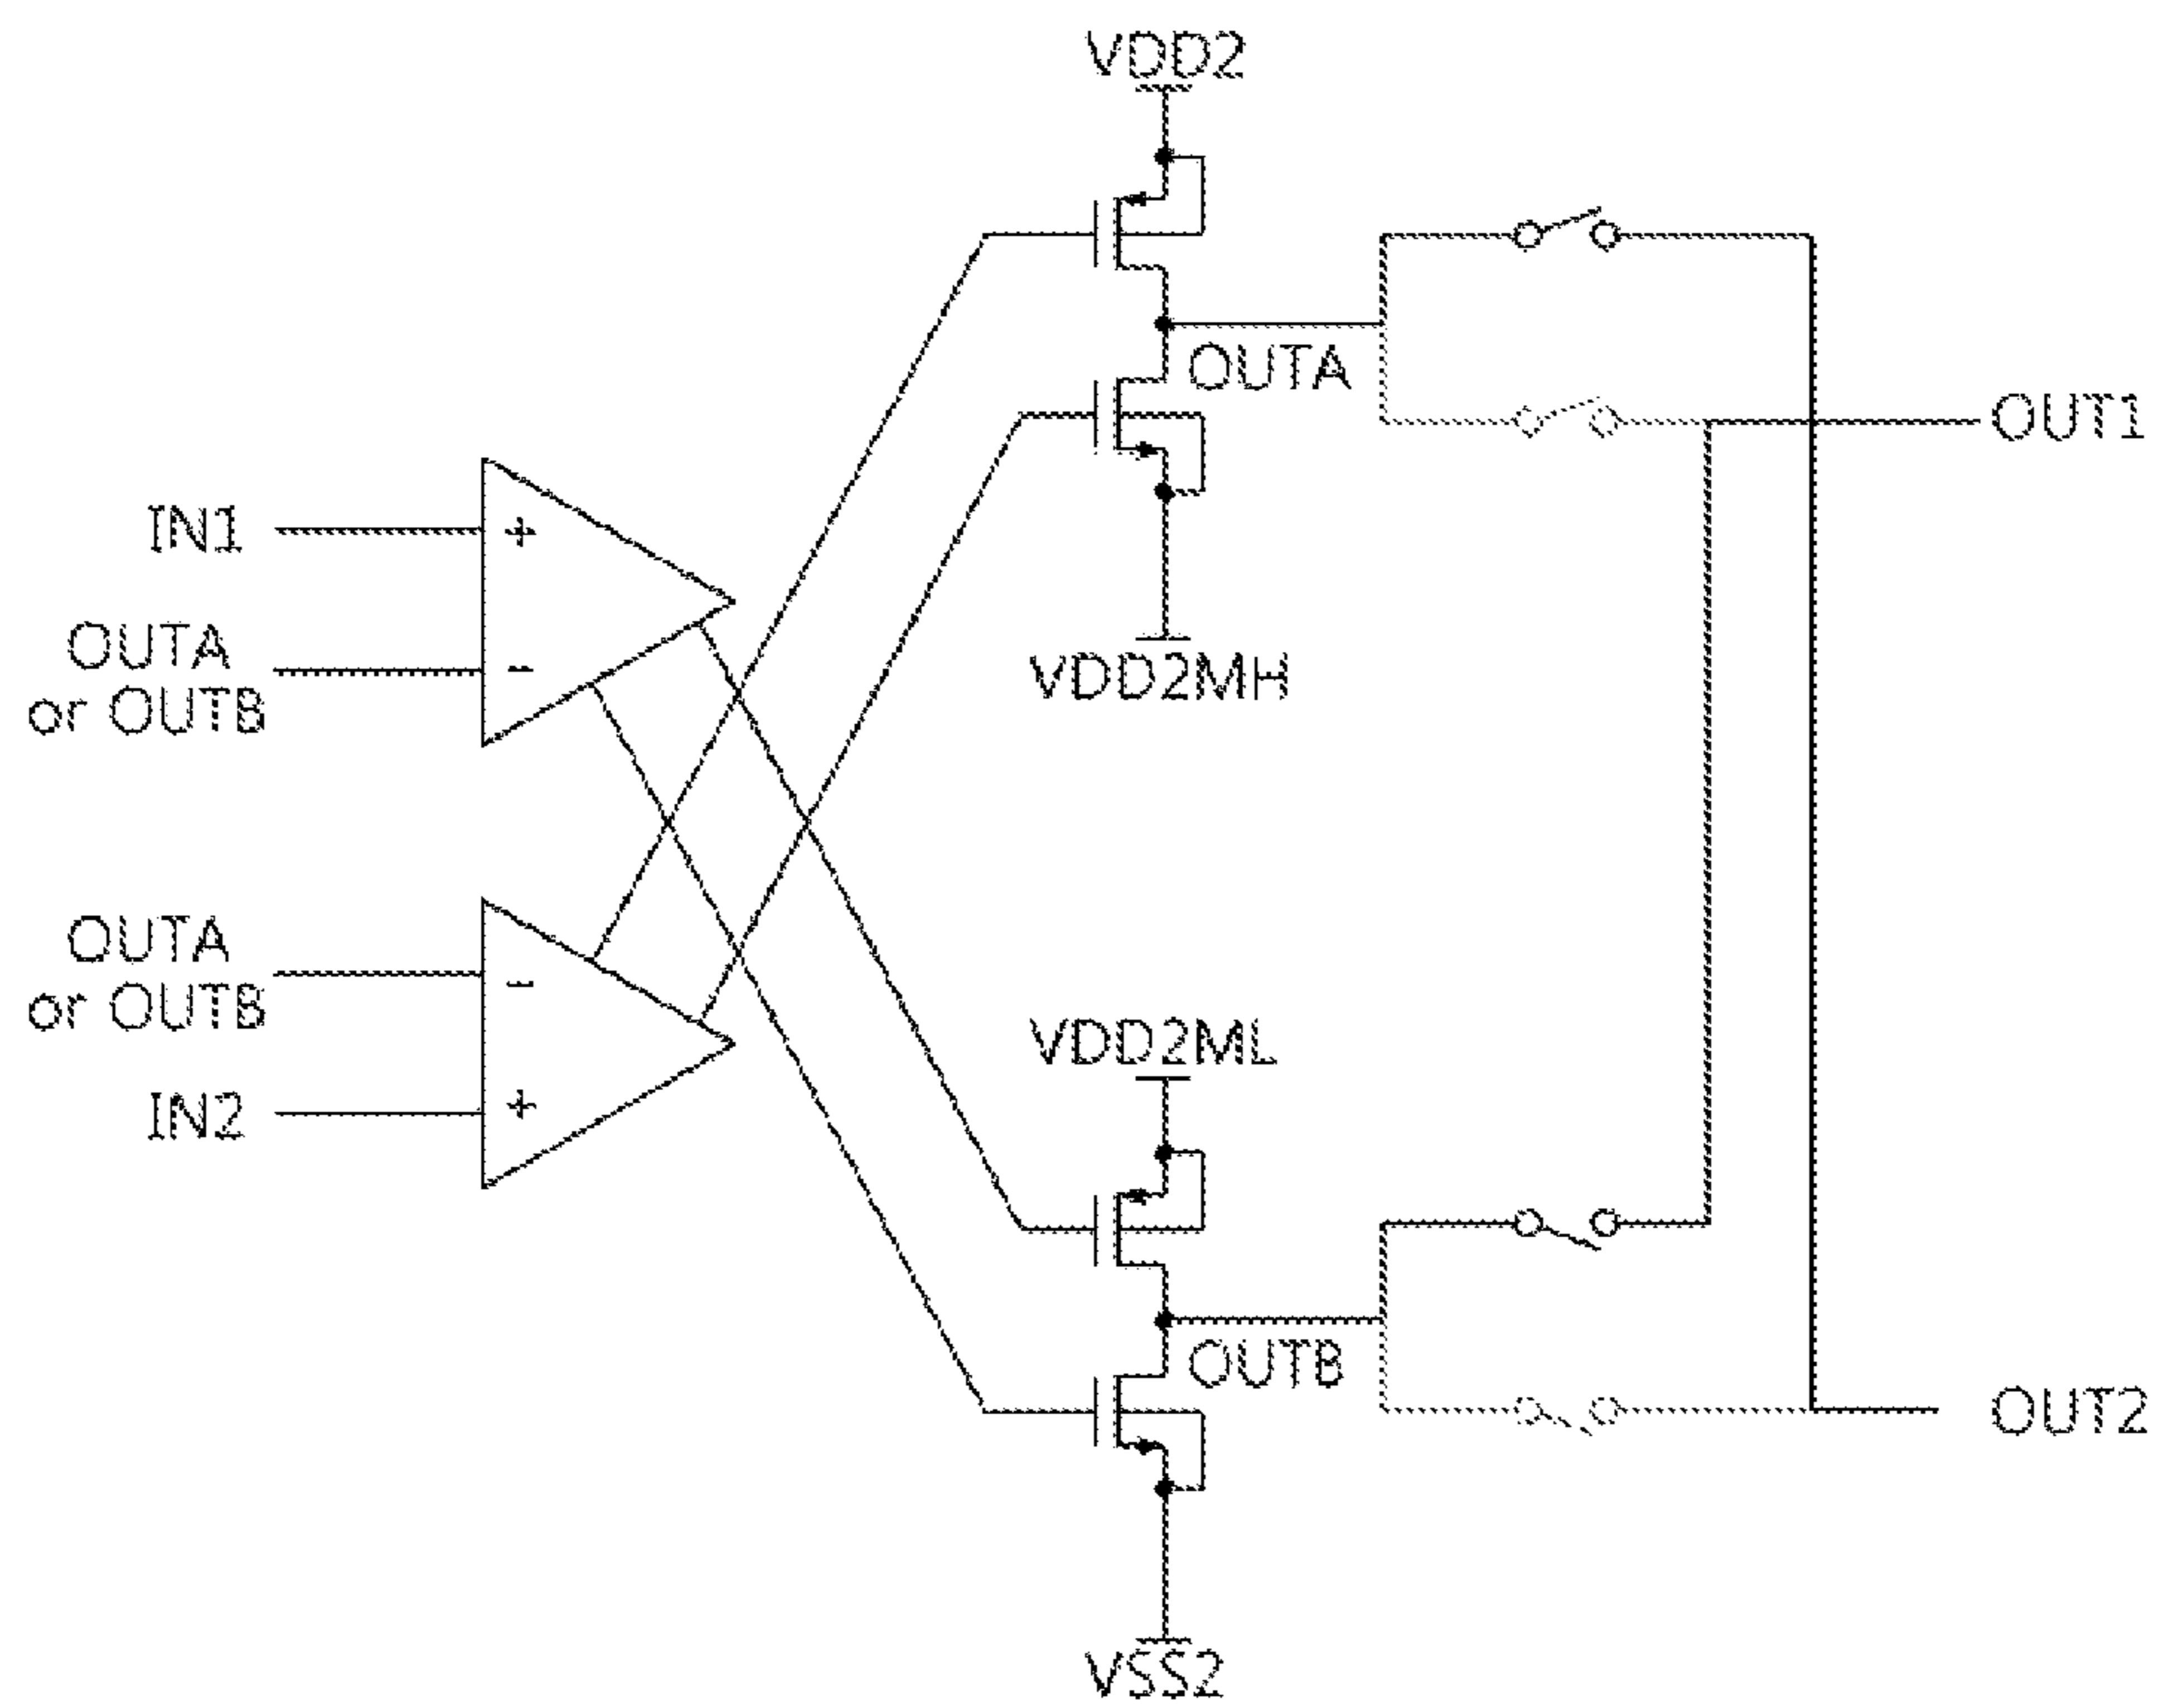 VDD2
OUTA
OUT1
IN1
+
OUTA
or OUTB
-
VDD2MH
OUTA
or OUTB
-
VDD2ML
IN2
+
OUTB
OUT2
VSS2